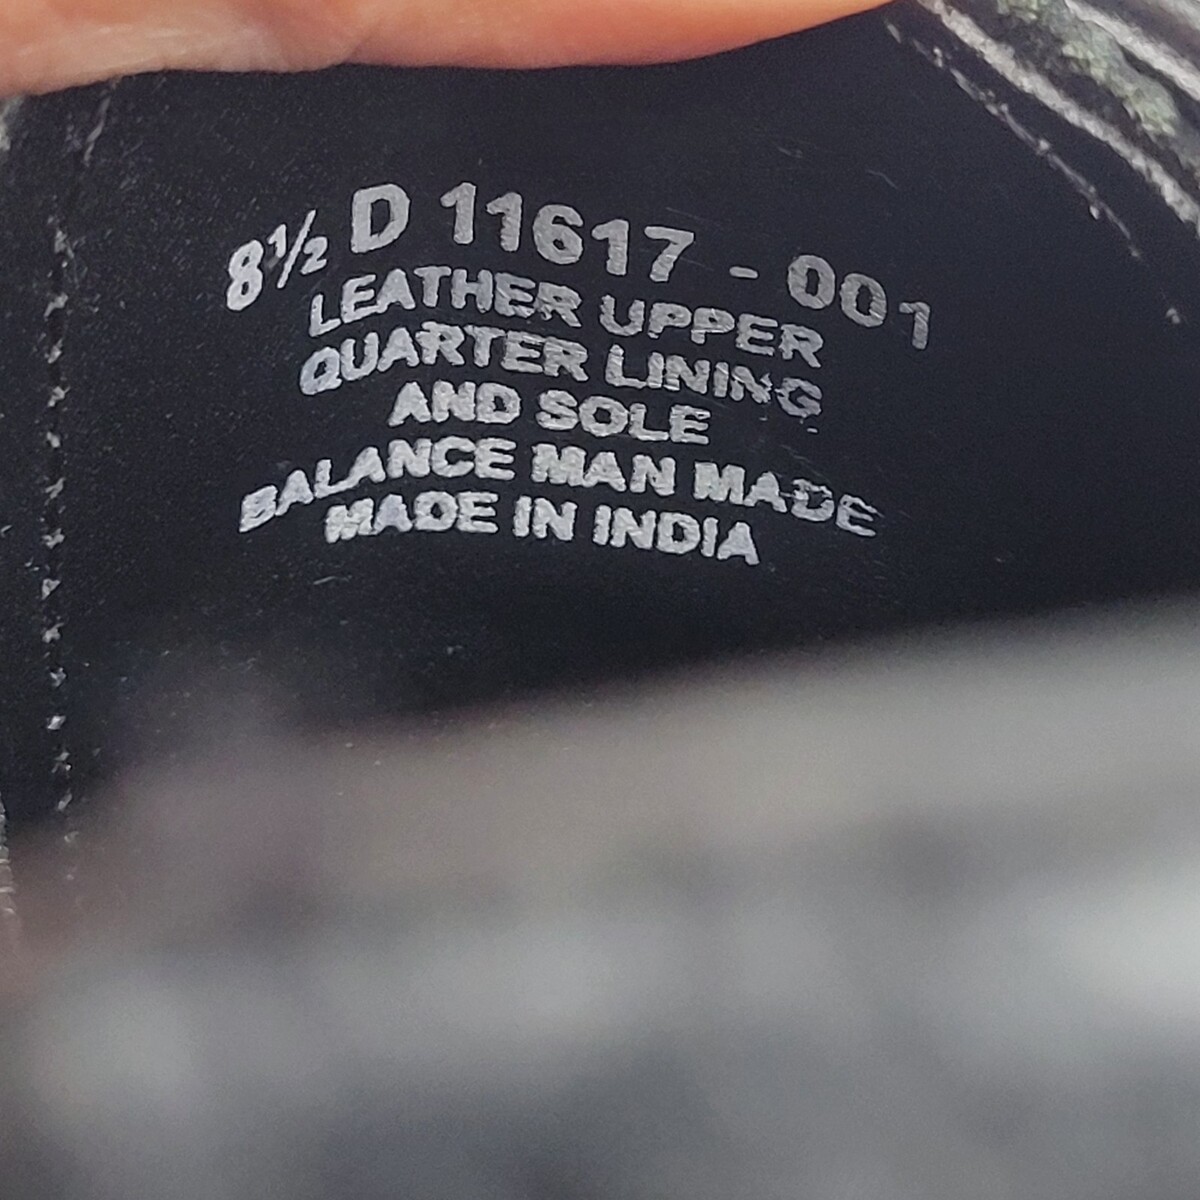 8½ D 11617 - 001
LEATHER UPPER
QUARTER LINING
AND SOLE
BALANCE MAN MADE
MADE IN INDIA